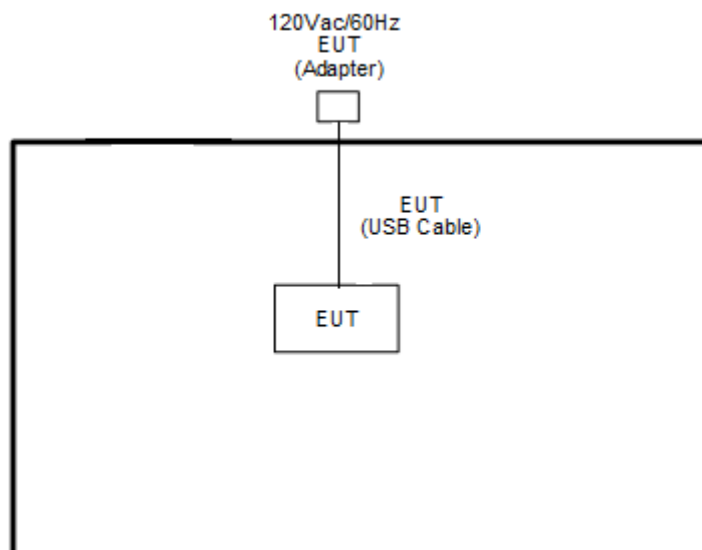 120Vac/60Hz
EUT
(Adapter)
EUT
(USB Cable)
EUT